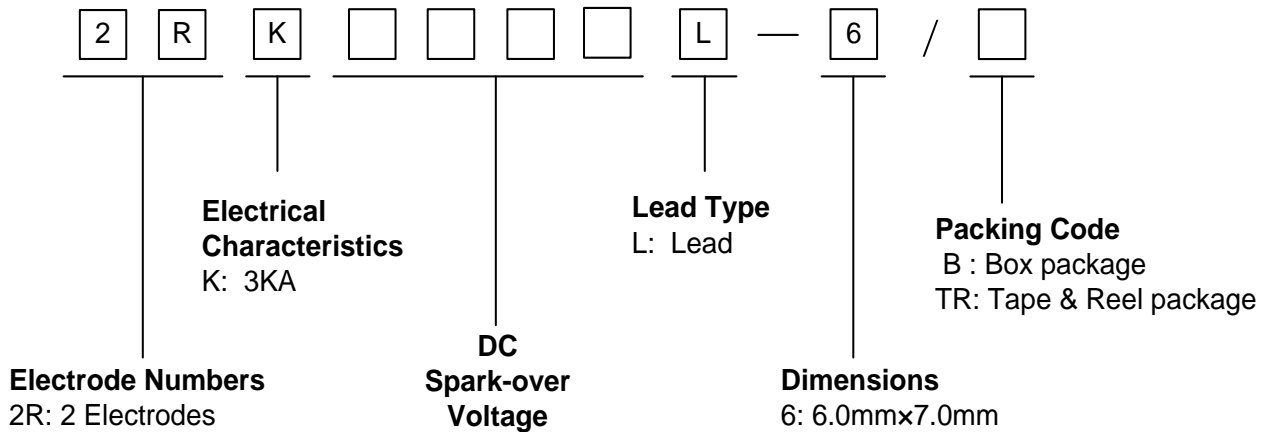 2 R K L — 6 /
Electrical
Characteristics
K: 3KA
Lead Type
L: Lead
Packing Code
B : Box package
TR: Tape & Reel package
Electrode Numbers
2R: 2 Electrodes
DC
Spark-over
Voltage
Dimensions
6: 6.0mm×7.0mm